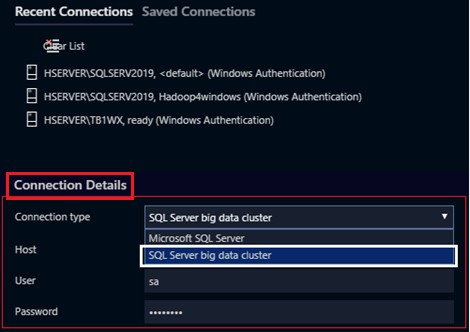 Recent Connections Saved Connections
Clear List
HSERVER\SQLSERV2019, <default> (Windows Authentication)
HSERVER\SQLSERV2019, Hadoop4windows (Windows Authentication)
HSERVER\TB1WX, ready (Windows Authentication)
Connection Details
Connection type SQL Server big data cluster
Microsoft SQL Server
Host
SQL Server big data cluster
User sa
Password ••••••••